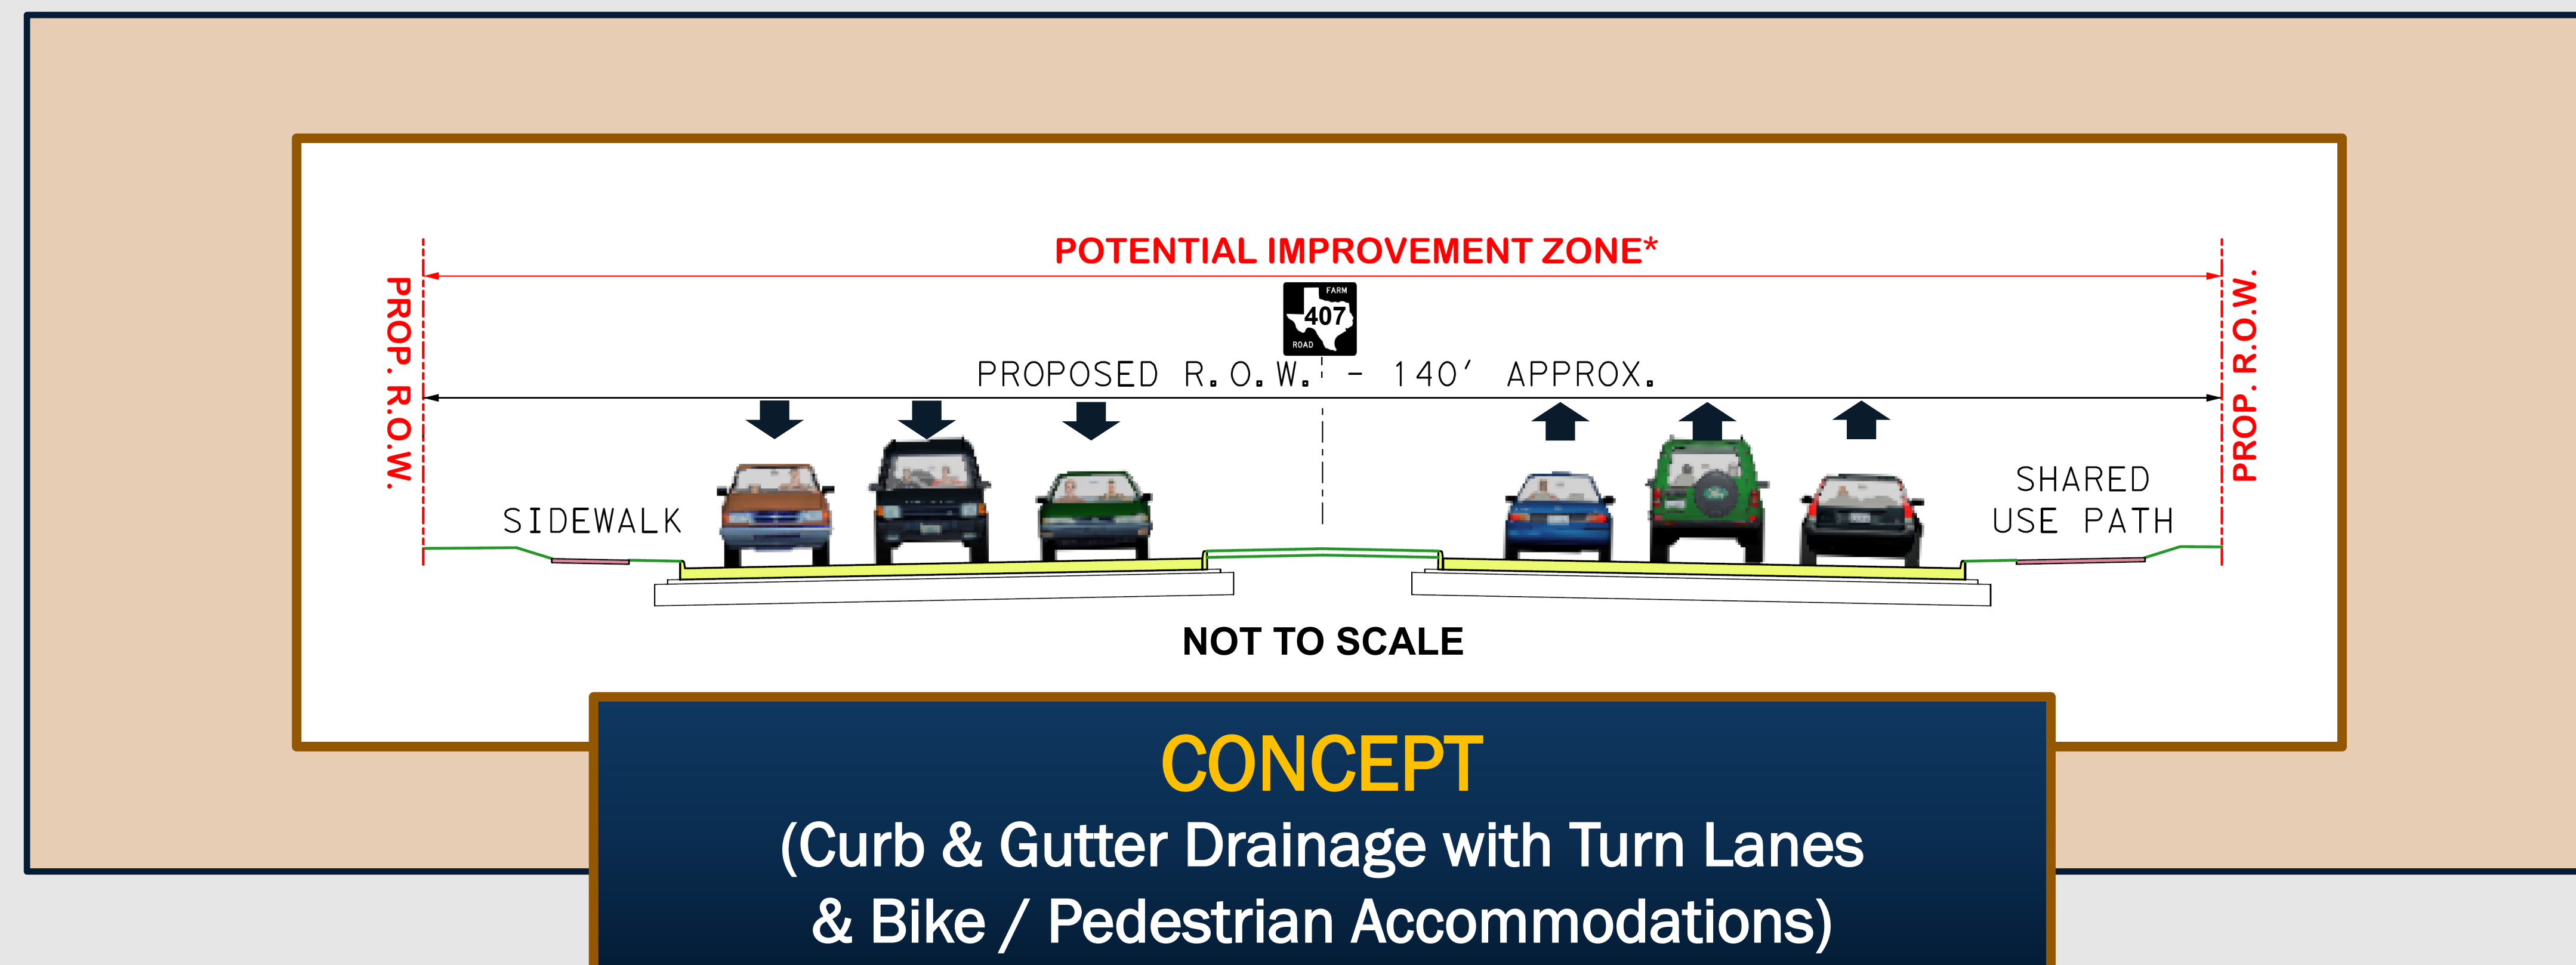 POTENTIAL IMPROVEMENT ZONE*
PROP. R.O.W.
FARM
407
ROAD
PROP. R.O.W.
PROPOSED R.O.W. - 140' APPROX.
SIDEWALK
SHARED
USE PATH
NOT TO SCALE
CONCEPT
(Curb & Gutter Drainage with Turn Lanes
& Bike / Pedestrian Accommodations)